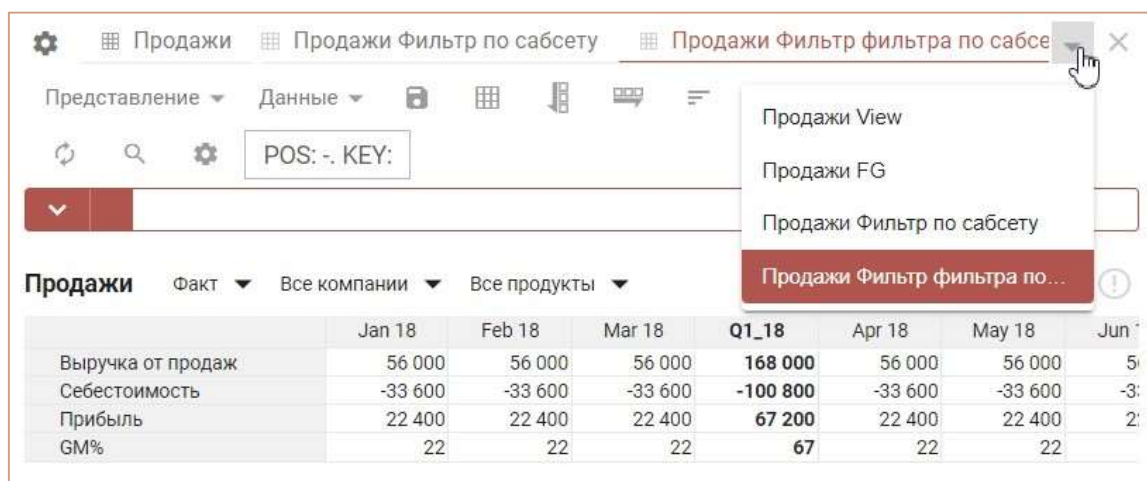 Продажи Продажи Фильтр по сабсету Продажи Фильтр фильтра по сабсе
Представление Данные
POS: -. KEY:
Продажи View
Продажи FG
Продажи Фильтр по сабсету
Продажи Фильтр фильтра по...
Продажи Факт Все компании Все продукты
Jan 18 Feb 18 Mar 18 Q1_18 Apr 18 May 18 Jun
Выручка от продаж 56 000 56 000 56 000 168 000 56 000 56 000
Себестоимость -33 600 -33 600 -33 600 -100 800 -33 600 -33 600
Прибыль 22 400 22 400 22 400 67 200 22 400 22 400
GM% 22 22 22 67 22 22